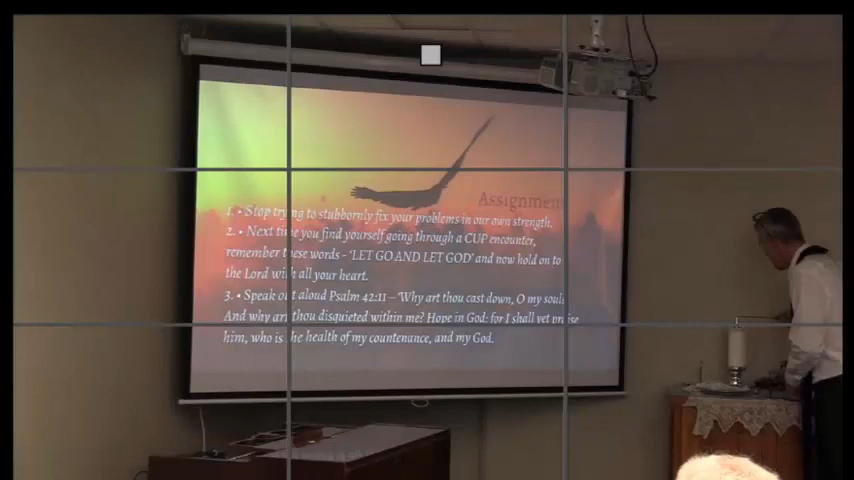 Assignment
1. • Stop trying to stubbornly fix your problems in our own strength.
2. • Next time you find yourself going through a CUP encounter,
remember these words - 'LET GO AND LET GOD' and now hold on to
the Lord with all your heart.
3. • Speak out aloud Psalm 42:11 – 'Why art thou cast down, O my soul?
And why art thou disquieted within me? Hope in God: for I shall yet praise
him, who is the health of my countenance, and my God.